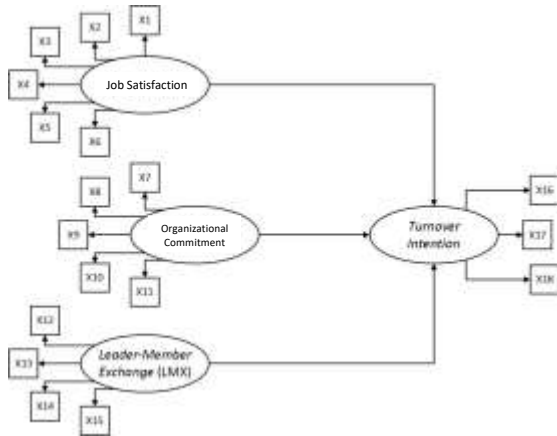 X1
X2
X3
X4
Job Satisfaction
X5
X6
X7
X8
X9
Organizational
Commitment
X10
X11
Turnover
Intention
X16
X17
X18
X12
X13
Leader-Member
Exchange (LMX)
X14
X15